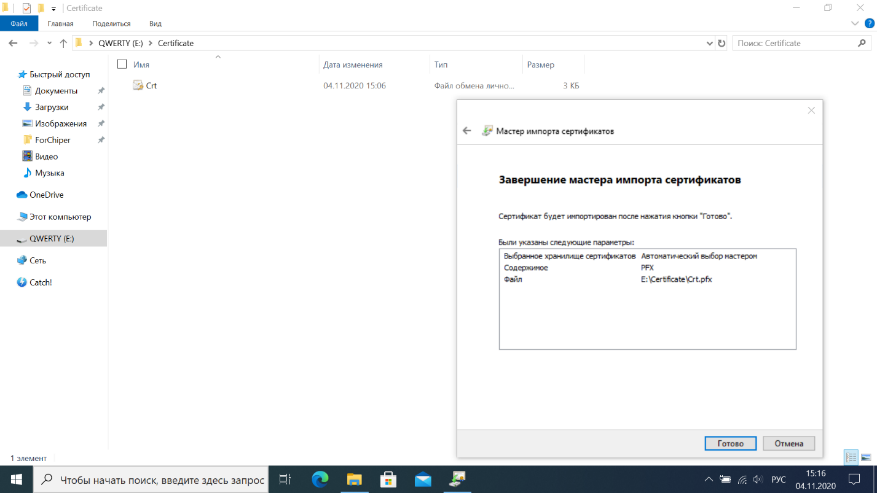 Certificate
Файл Главная Поделиться Вид
QWERTY (E:) Certificate
Поиск: Certificate
Имя Дата изменения Тип Размер
Crt 04.11.2020 15:06 Файл обмена лично... 3 КБ
Быстрый доступ
Документы
Загрузки
Изображения
ForChiper
Видео
Музыка
OneDrive
Этот компьютер
QWERTY (E:)
Сеть
Catch!
Мастер импорта сертификатов
Завершение мастера импорта сертификатов
Сертификат будет импортирован после нажатия кнопки "Готово".
Были указаны следующие параметры:
Выбранное хранилище сертификатов Автоматический выбор мастером
Содержимое PFX
Файл E:\Certificate\Crt.pfx
Готово Отмена
1 элемент
Чтобы начать поиск, введите здесь запрос
РУС
15:16
04.11.2020